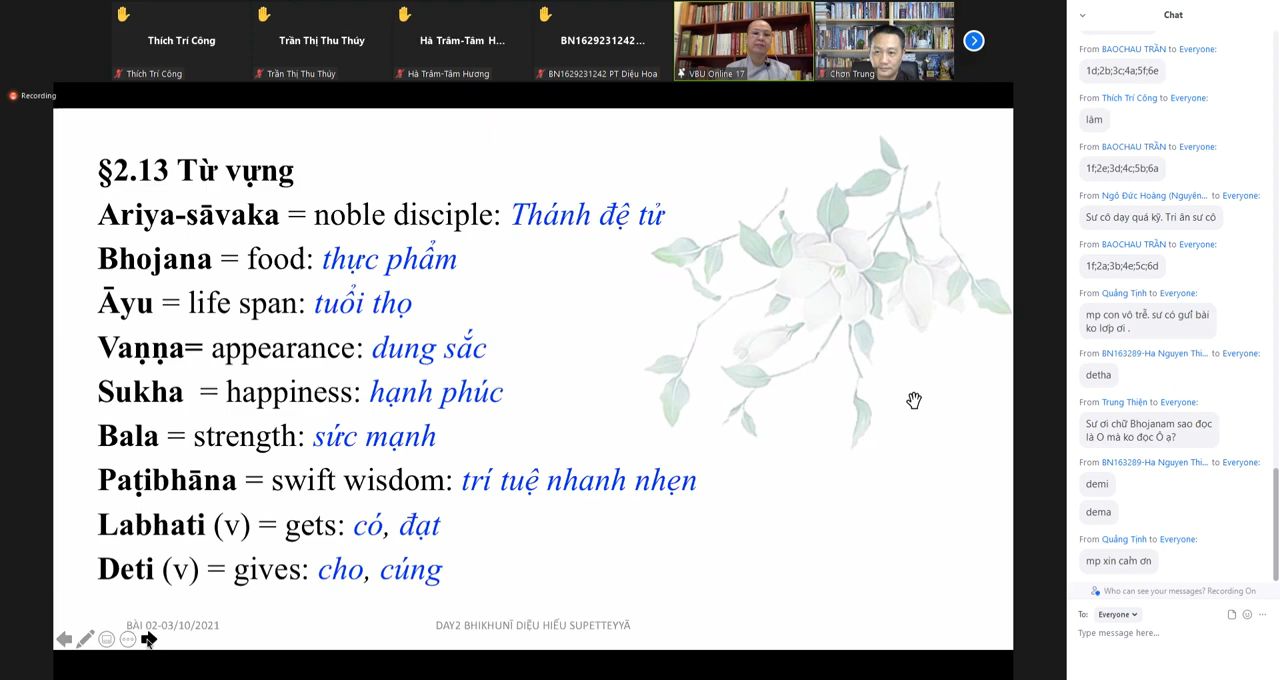 Thích Trí Công
Trần Thị Thu Thủy
Hà Trâm-Tâm H...
BN1629231242...
Thích Trí Công
Trần Thị Thu Thủy
Hà Trâm-Tâm Hương
BN1629231242 PT Diệu Hoa
VBU Online 17
Chơn Trung
Recording
§2.13 Từ vựng
Ariya-sāvaka = noble disciple: Thánh đệ tử
Bhojana = food: thực phẩm
Āyu = life span: tuổi thọ
Vaṇṇa= appearance: dung sắc
Sukha = happiness: hạnh phúc
Bala = strength: sức mạnh
Paṭibhāna = swift wisdom: trí tuệ nhanh nhẹn
Labhati (v) = gets: có, đạt
Deti (v) = gives: cho, cúng
BÀI 02-03/10/2021
DAY2 BHIKHUNĪ DIỆU HIẾU SUPETTEYYĀ
Chat
From BAOCHAU TRẦN to Everyone:
1d;2b;3c;4a;5f;6e
From Thích Trí Công to Everyone:
lâm
From BAOCHAU TRẦN to Everyone:
1f;2e;3d;4c;5b;6a
From Ngô Đức Hoàng (Nguyên... to Everyone:
Sư cô dạy quá kỹ. Tri ân sư cô
From BAOCHAU TRẦN to Everyone:
1f;2a;3b;4e;5c;6d
From Quảng Tịnh to Everyone:
mp con vô trễ. sư có gưỉ bài
ko lơṕ ơi .
From BN163289-Ha Nguyen Thi... to Everyone:
detha
From Trung Thiện to Everyone:
Sư ơi chữ Bhojanam sao đọc
là O mà ko đọc Ô ạ?
From BN163289-Ha Nguyen Thi... to Everyone:
demi
dema
From Quảng Tịnh to Everyone:
mp xin cảm ơn
Who can see your messages? Recording On
To: Everyone
Type message here...